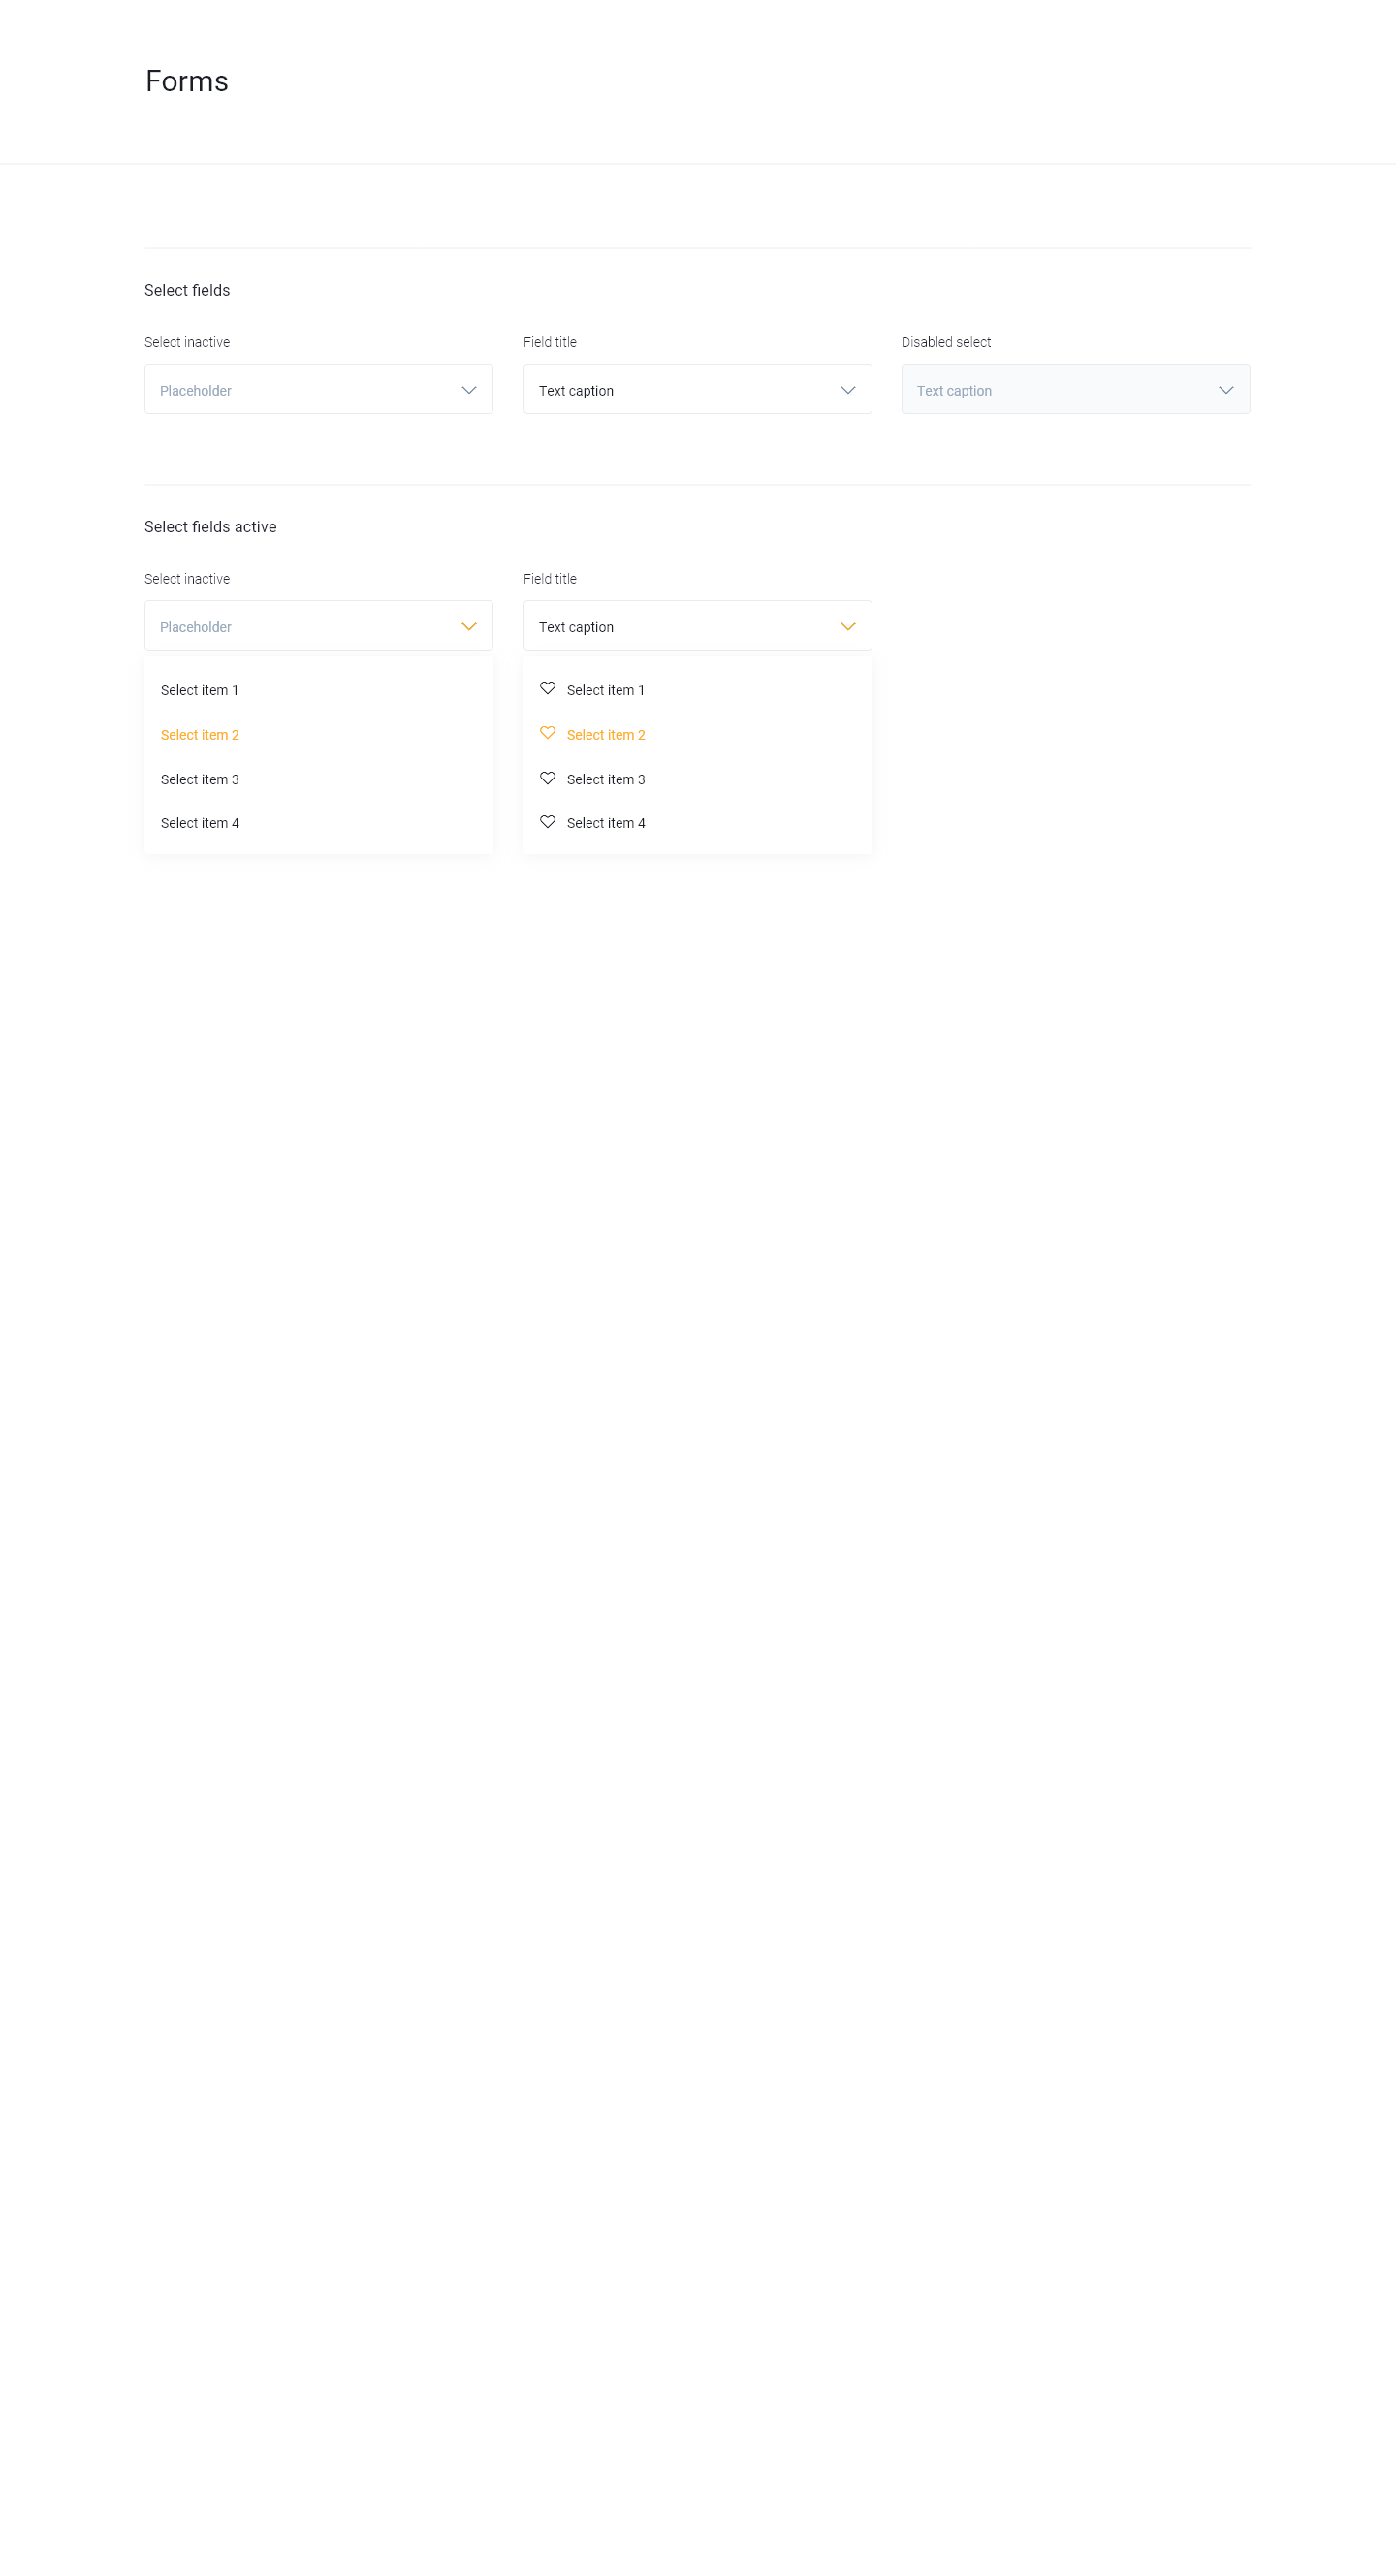 Forms
Select fields
Select inactive
Placeholder
Field title
Text caption
Disabled select
Text caption
Select fields active
Select inactive
Placeholder
Select item 1
Select item 2
Select item 3
Select item 4
Field title
Text caption
Select item 1
Select item 2
Select item 3
Select item 4